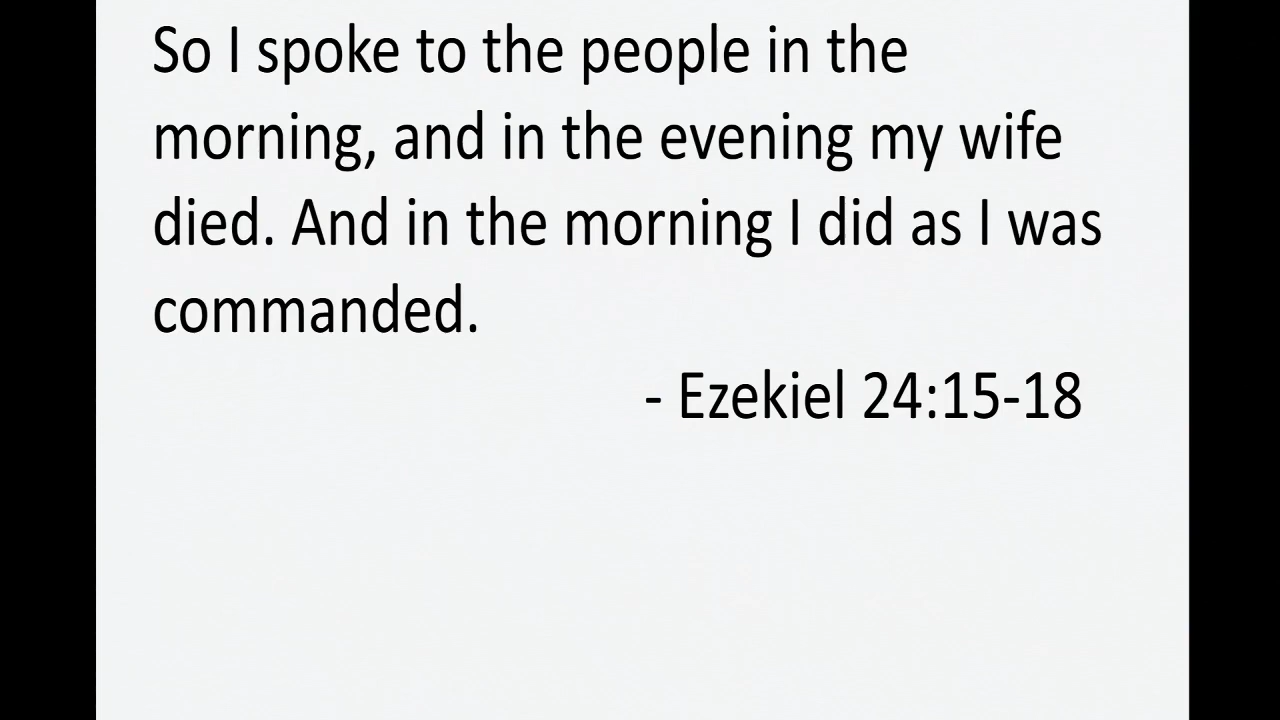 So I spoke to the people in the
morning, and in the evening my wife
died. And in the morning I did as I was
commanded.
- Ezekiel 24:15-18